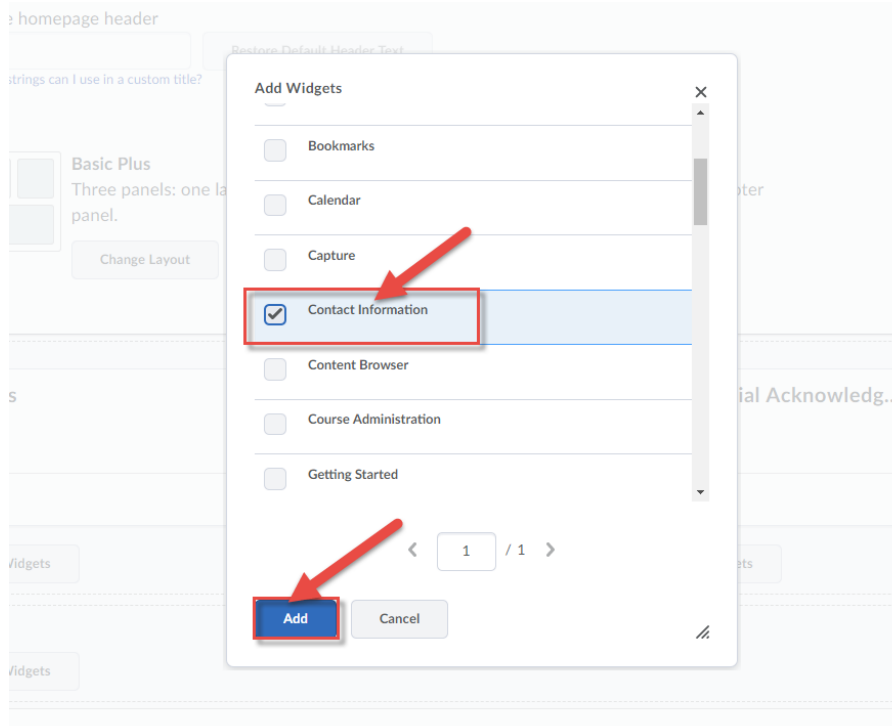 e homepage header
Restore Default Header Text
strings can I use in a custom title?
Add Widgets
Bookmarks
Basic Plus
Three panels: one la
oter
panel.
Calendar
Capture
Change Layout
Contact Information
Content Browser
s
ial Acknowledg..
Course Administration
Getting Started
1 / 1
Widgets
ets
Add
Cancel
Widgets